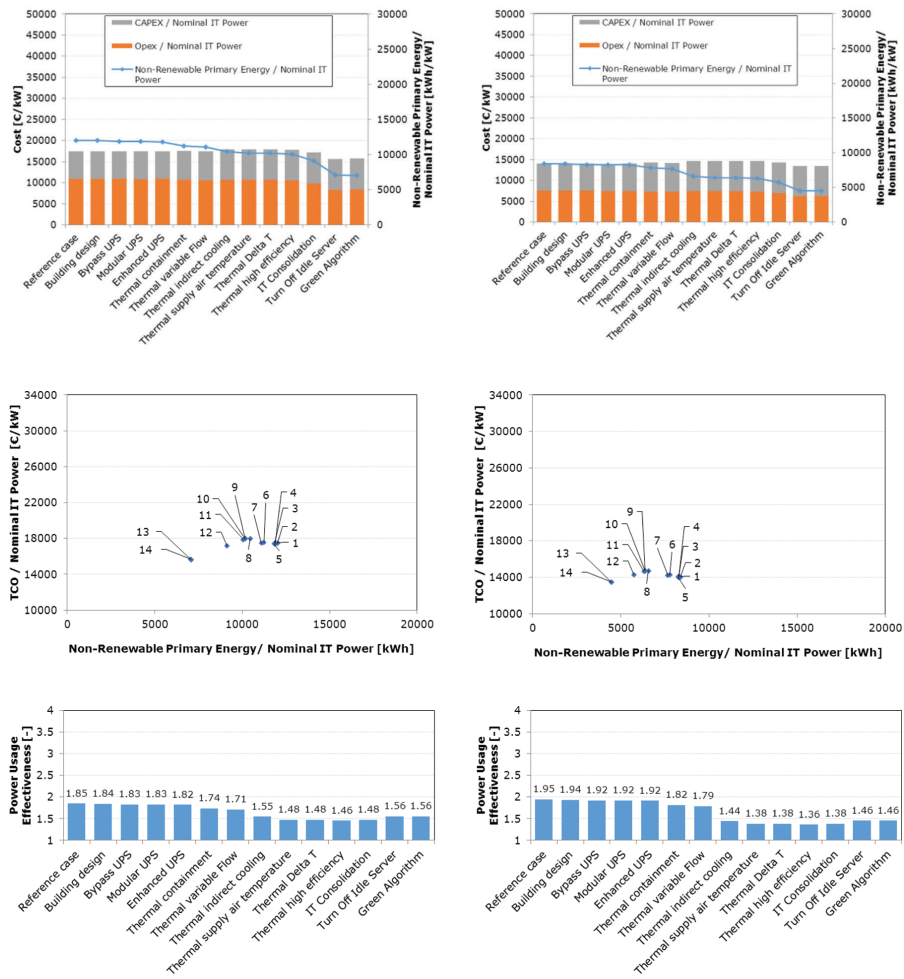 50000
45000
40000
35000
30000
25000
20000
15000
10000
5000
0
Cost [€/kW]
CAPEX / Nominal IT Power
Opex / Nominal IT Power
Non-Renewable Primary Energy / Nominal IT
Power
30000
25000
20000
15000
10000
5000
0
Non-Renewable Primary Energy/
Nominal IT Power [kWh/kW]
Reference case
Building design
Bypass UPS
Modular UPS
Enhanced UPS
Thermal containment
Thermal variable Flow
Thermal indirect cooling
Thermal supply air temperature
Thermal Delta T
Thermal high efficiency
IT Consolidation
Turn Off Idle Server
Green Algorithm
50000
45000
40000
35000
30000
25000
20000
15000
10000
5000
0
Cost [€/kW]
CAPEX / Nominal IT Power
Opex / Nominal IT Power
Non-Renewable Primary Energy / Nominal IT
Power
30000
25000
20000
15000
10000
5000
0
Non-Renewable Primary Energy/
Nominal IT Power [kWh/kW]
Reference case
Building design
Bypass UPS
Modular UPS
Enhanced UPS
Thermal containment
Thermal variable Flow
Thermal indirect cooling
Thermal supply air temperature
Thermal Delta T
Thermal high efficiency
IT Consolidation
Turn Off Idle Server
Green Algorithm
TCO / Nominal IT Power [€/kW]
34000
30000
26000
22000
18000
14000
10000
13
14
12
11
10
9
8
7
6
4
3
2
1
5
0
5000
10000
15000
20000
Non-Renewable Primary Energy/ Nominal IT Power [kWh]
TCO / Nominal IT Power [€/kW]
34000
30000
26000
22000
18000
14000
10000
13
14
12
11
10
9
8
7
6
4
3
2
1
5
0
5000
10000
15000
20000
Non-Renewable Primary Energy/ Nominal IT Power [kWh]
Power Usage
Effectiveness [-]
4
3.5
3
2.5
2
1.5
1
1.85 1.84 1.83 1.83 1.82 1.74 1.71 1.55 1.48 1.48 1.46 1.48 1.56 1.56
Reference case
Building design
Bypass UPS
Modular UPS
Enhanced UPS
Thermal containment
Thermal variable Flow
Thermal indirect cooling
Thermal supply air temperature
Thermal Delta T
Thermal high efficiency
IT Consolidation
Turn Off Idle Server
Green Algorithm
Power Usage
Effectiveness [-]
4
3.5
3
2.5
2
1.5
1
1.95 1.94 1.92 1.92 1.92 1.82 1.79 1.44 1.38 1.38 1.36 1.38 1.46 1.46
Reference case
Building design
Bypass UPS
Modular UPS
Enhanced UPS
Thermal containment
Thermal variable Flow
Thermal indirect cooling
Thermal supply air temperature
Thermal Delta T
Thermal high efficiency
IT Consolidation
Turn Off Idle Server
Green Algorithm